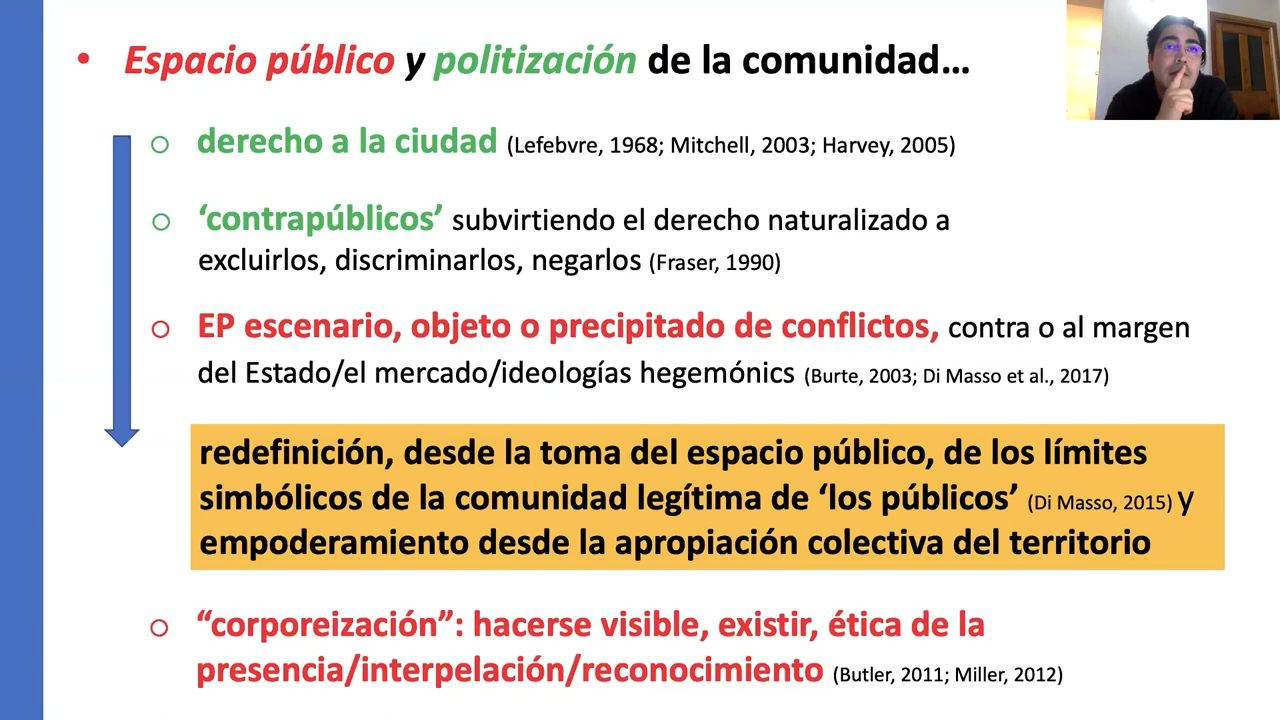 • Espacio público y politización de la comunidad…
o derecho a la ciudad (Lefebvre, 1968; Mitchell, 2003; Harvey, 2005)
o ‘contrapúblicos’ subvirtiendo el derecho naturalizado a
excluirlos, discriminarlos, negarlos (Fraser, 1990)
o EP escenario, objeto o precipitado de conflictos, contra o al margen
del Estado/el mercado/ideologías hegemónics (Burte, 2003; Di Masso et al., 2017)
redefinición, desde la toma del espacio público, de los límites
simbólicos de la comunidad legítima de ‘los públicos’ (Di Masso, 2015) y
empoderamiento desde la apropiación colectiva del territorio
o “corporeización”: hacerse visible, existir, ética de la
presencia/interpelación/reconocimiento (Butler, 2011; Miller, 2012)